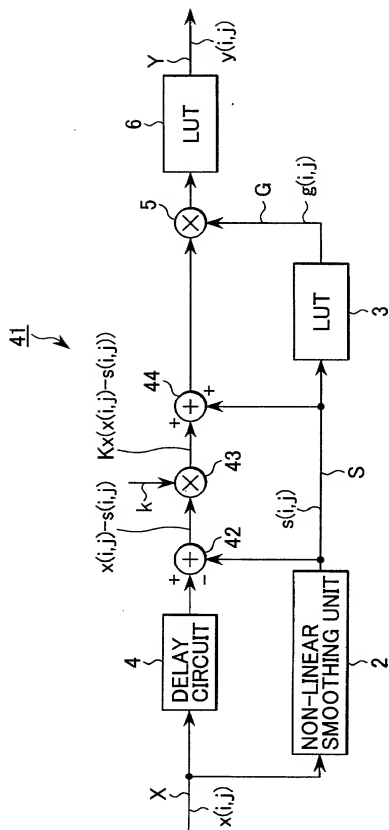 41
X
x(i,j)
4
DELAY
CIRCUIT
+
−
+
42
x(i,j)−s(i,j)
k
×
43
Kx(x(i,j)−s(i,j))
+
+
+
44
×
5
6
LUT
Y
y(i,j)
NON-LINEAR
SMOOTHING UNIT
2
s(i,j)
S
LUT
3
G
g(i,j)